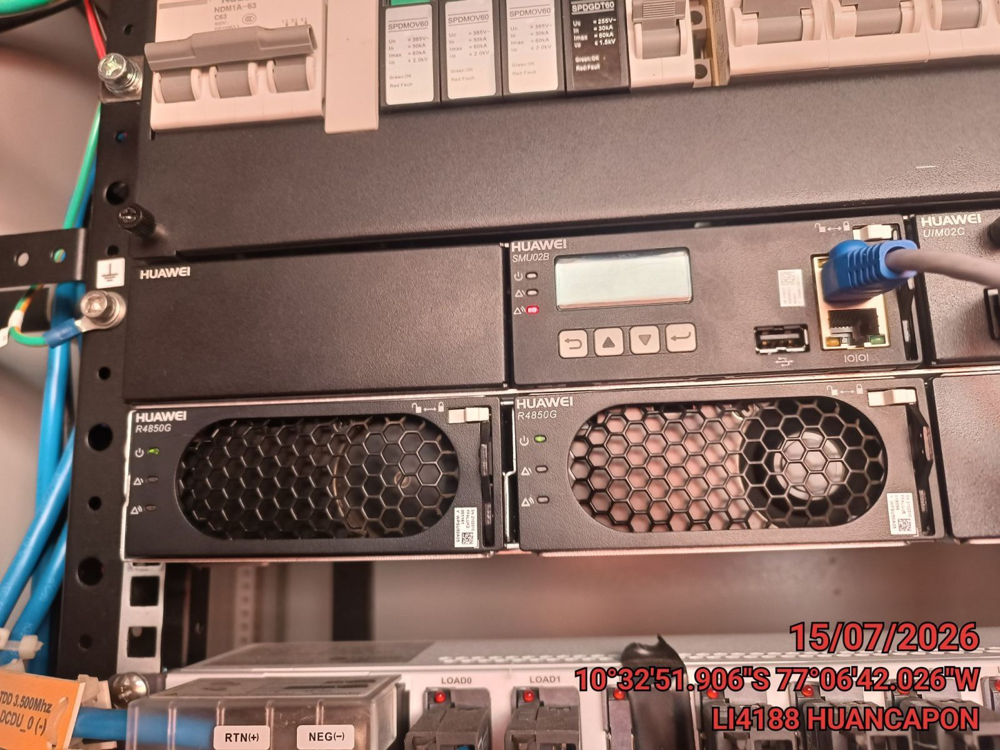 NDM1A-63
C63
SPDMOV60
Uc = 385V~
In = 30kA
Imax = 60kA
Up ≤ 2.0kV
Green:OK
Red:Fault
SPDMOV60
Uc = 385V~
In = 30kA
Imax = 60kA
Up ≤ 2.0kV
Green:OK
Red:Fault
SPDMOV60
Uc = 385V~
In = 30kA
Imax = 60kA
Up ≤ 2.0kV
Green:OK
Red:Fault
SPDGDT60
Uc = 255V~
In = 30kA
Imax = 60kA
Up ≤ 1.5kV
Green:OK
Red:Fault
HUAWEI
HUAWEI
SMU02B
HUAWEI
UIM02C
HUAWEI
R4850G
HUAWEI
R4850G
LOAD0
LOAD1
TDD 3.500Mhz
DCDU_0 (-)
RTN(+)
NEG(-)
15/07/2026
10°32'51.906"S 77°06'42.026"W
LI4188 HUANCAPON